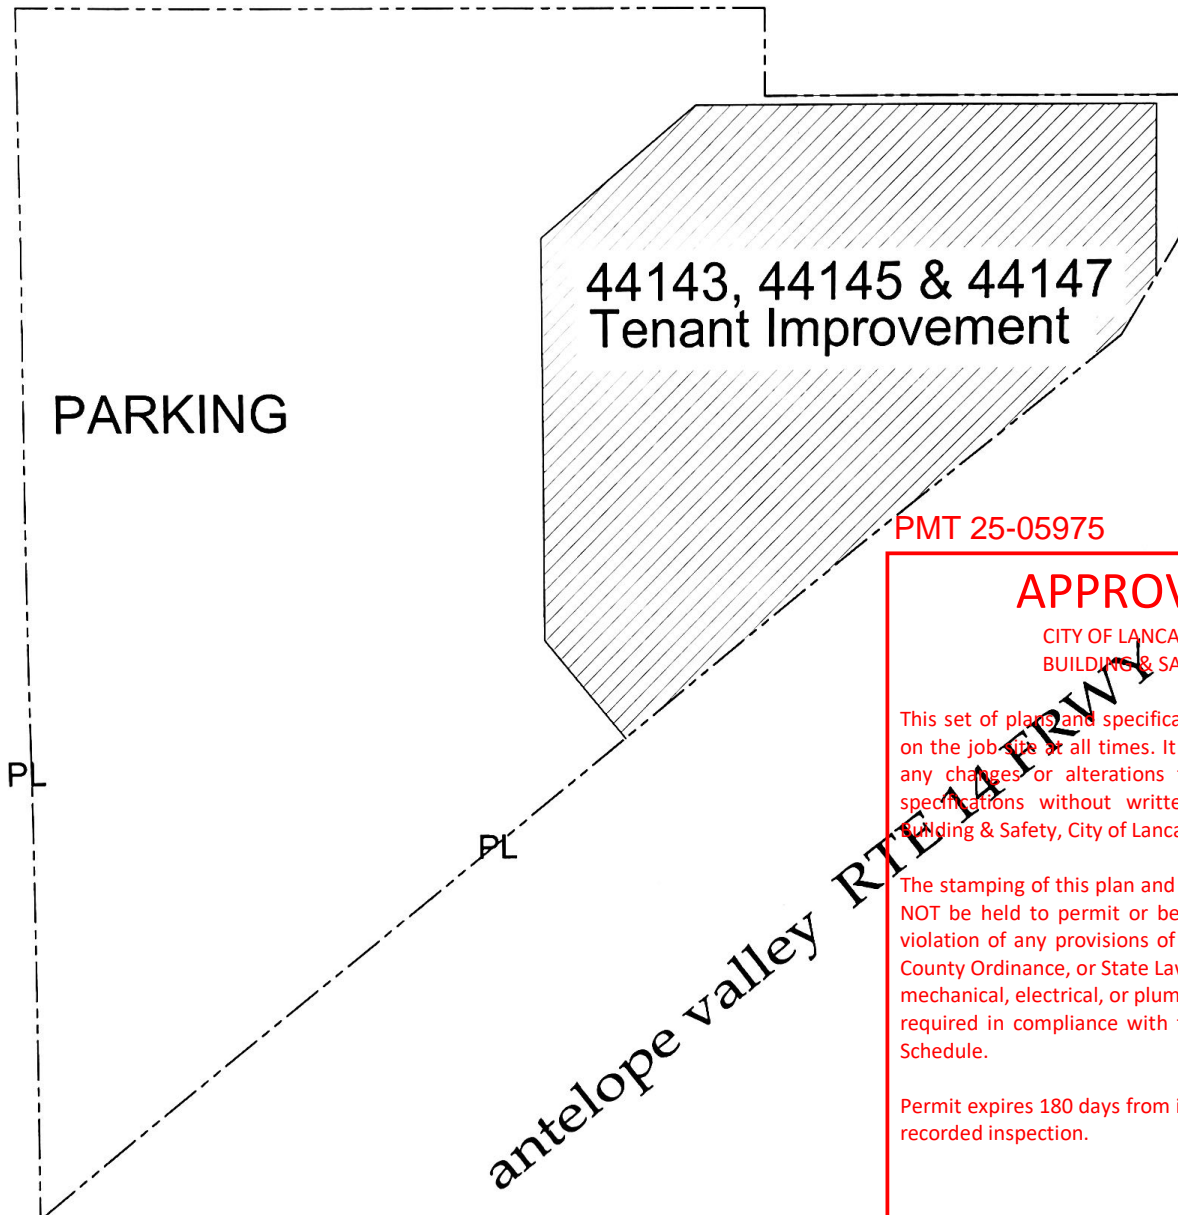 44143, 44145 & 44147
Tenant Improvement
PARKING
PL
PL
antelope valley RTE 14 FRWY
PMT 25-05975
APPROV
CITY OF LANCA
BUILDING & SA
This set of plans and specifica
on the job site at all times. It
any changes or alterations
specifications without writte
Building & Safety, City of Lanca
The stamping of this plan and
NOT be held to permit or be
violation of any provisions of
County Ordinance, or State Lav
mechanical, electrical, or plum
required in compliance with
Schedule.
Permit expires 180 days from i
recorded inspection.